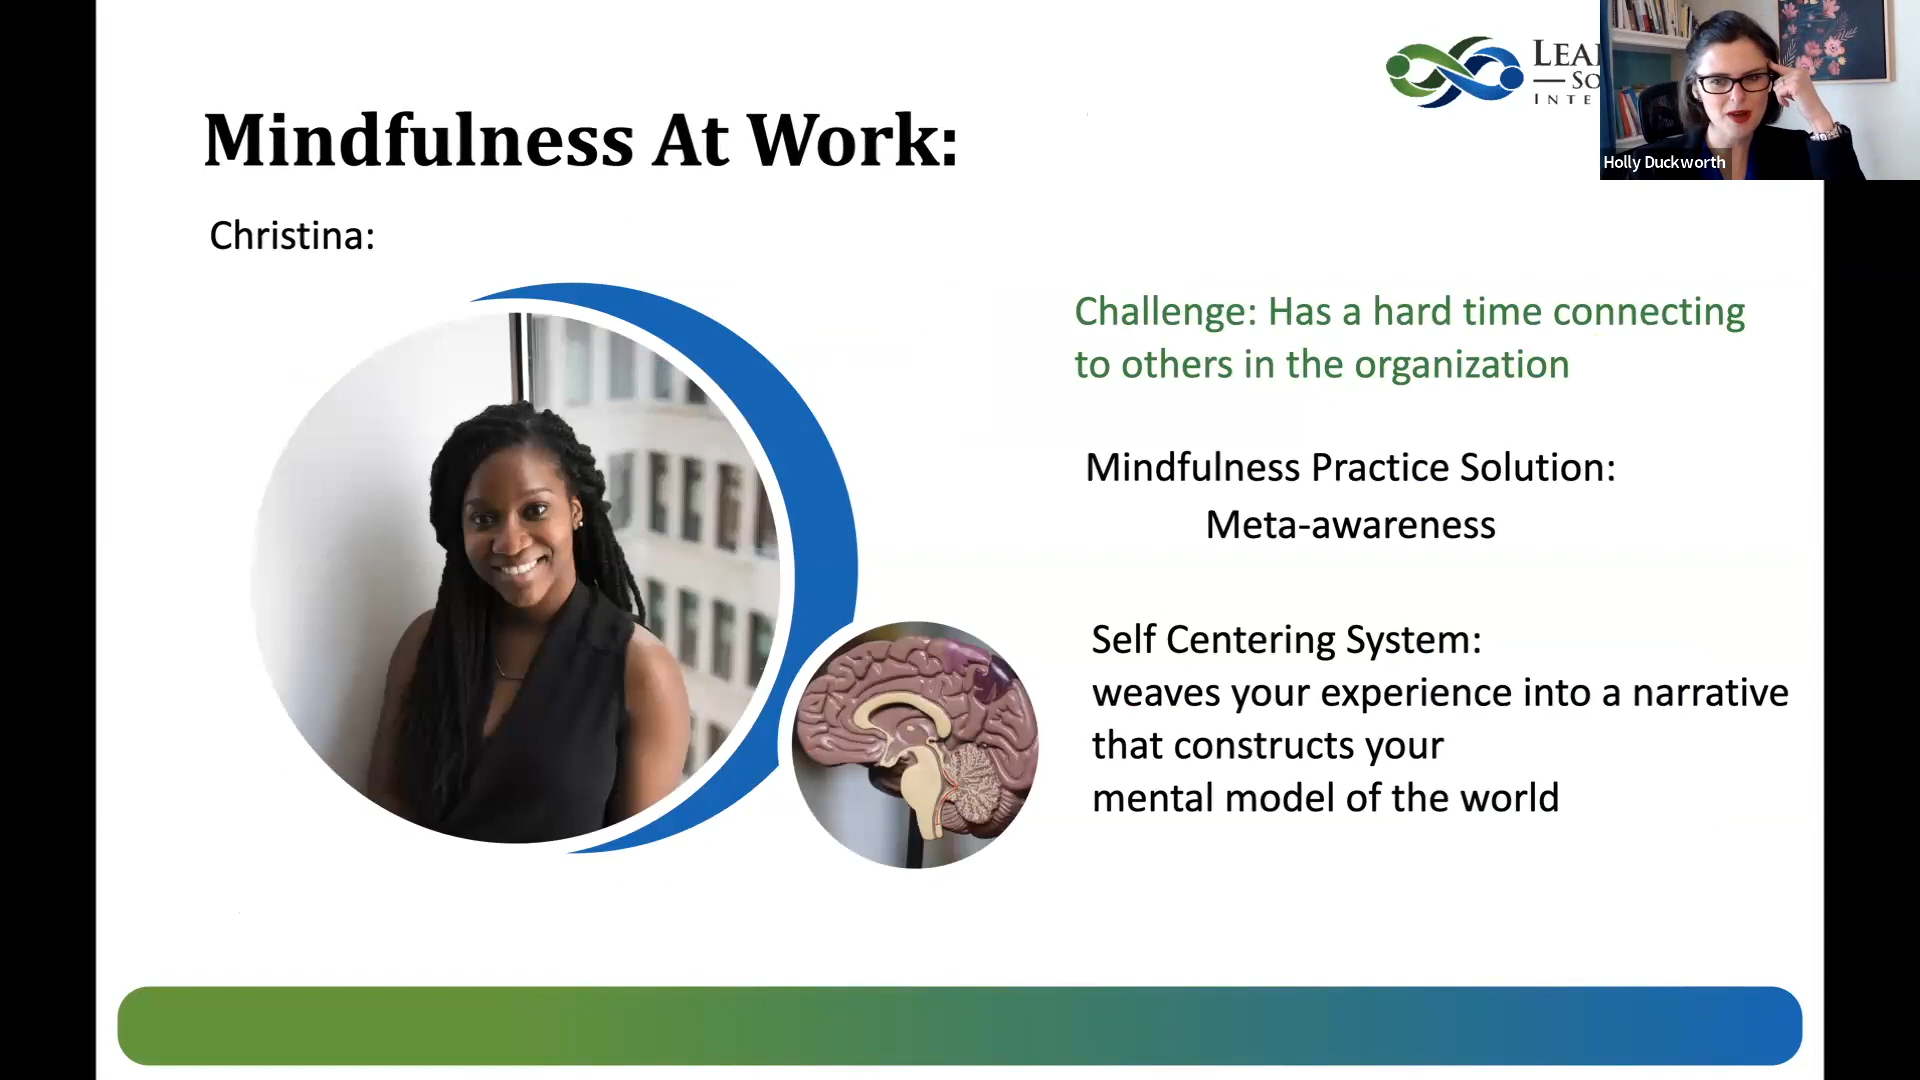 Mindfulness At Work:
Holly Duckworth
Christina:
Challenge: Has a hard time connecting
to others in the organization
Mindfulness Practice Solution:
Meta-awareness
Self Centering System:
weaves your experience into a narrative
that constructs your
mental model of the world